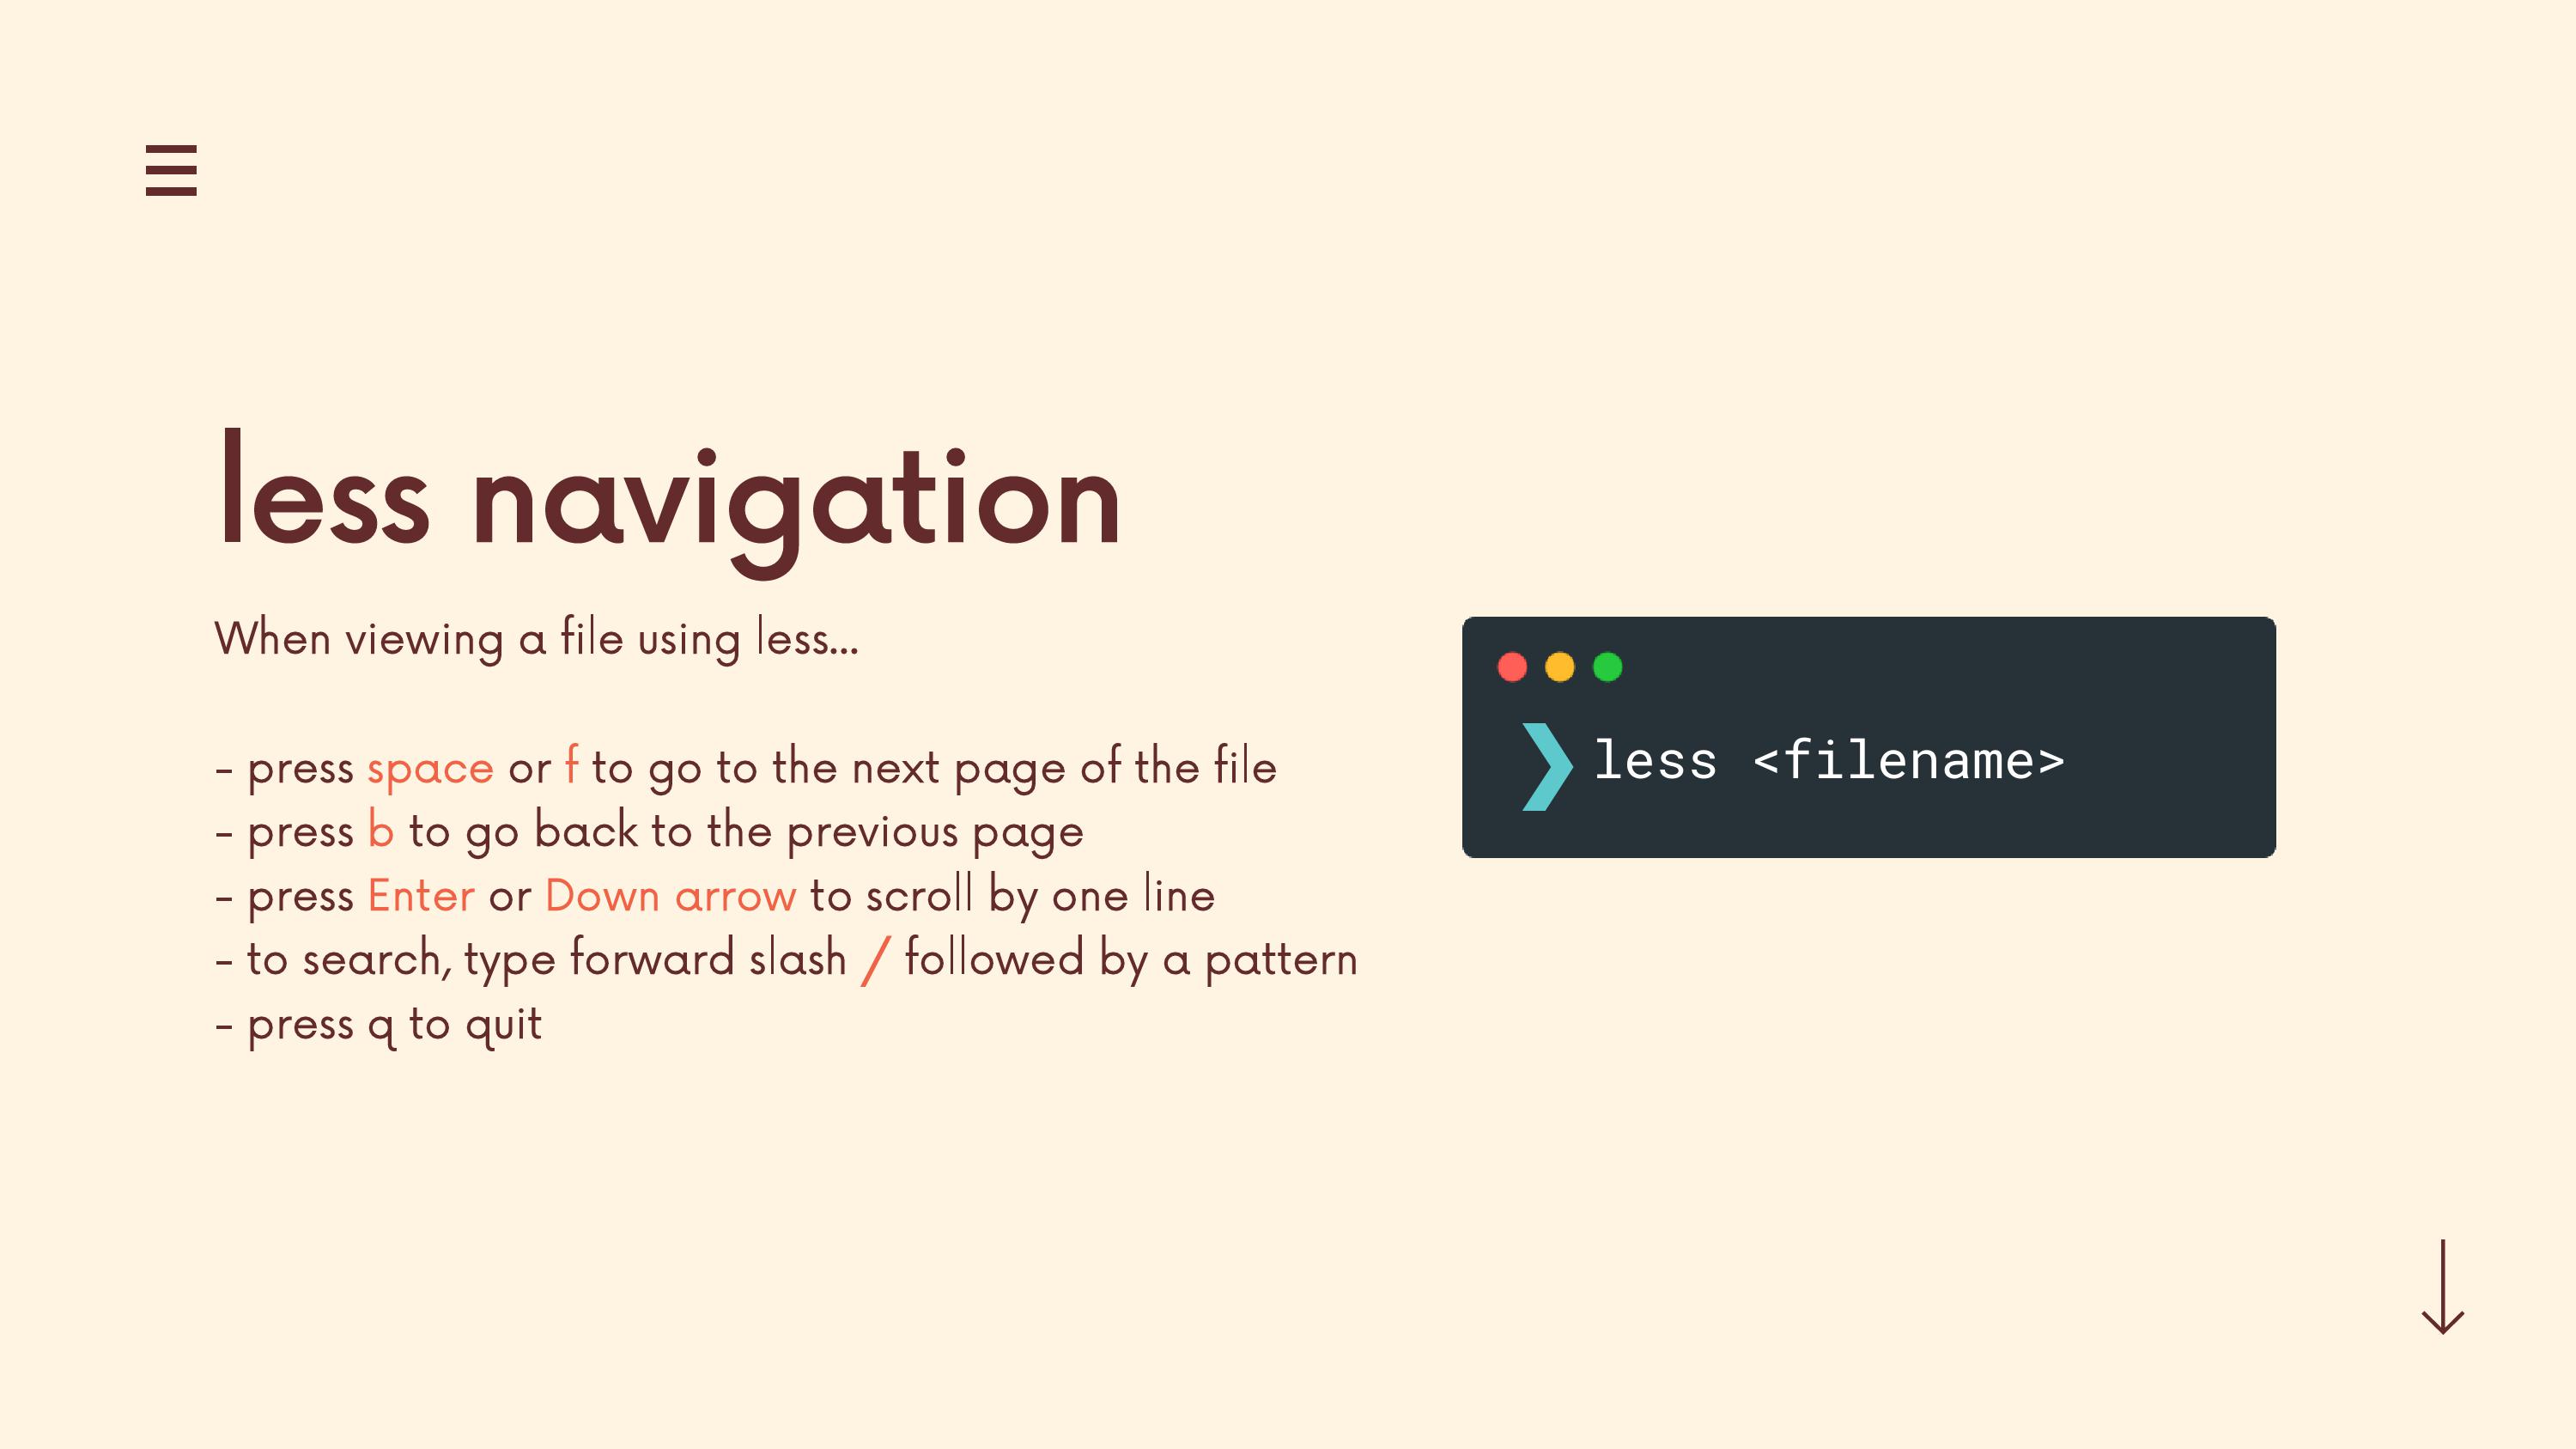 less navigation
When viewing a file using less...
- press space or f to go to the next page of the file
- press b to go back to the previous page
- press Enter or Down arrow to scroll by one line
- to search, type forward slash / followed by a pattern
- press q to quit
❯ less <filename>